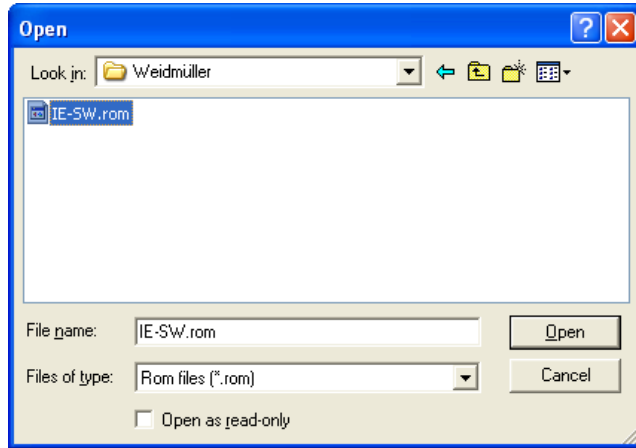 Open
Look in: Weidmüller
IE-SW.rom
File name: IE-SW.rom Open
Files of type: Rom files (*.rom) Cancel
Open as read-only